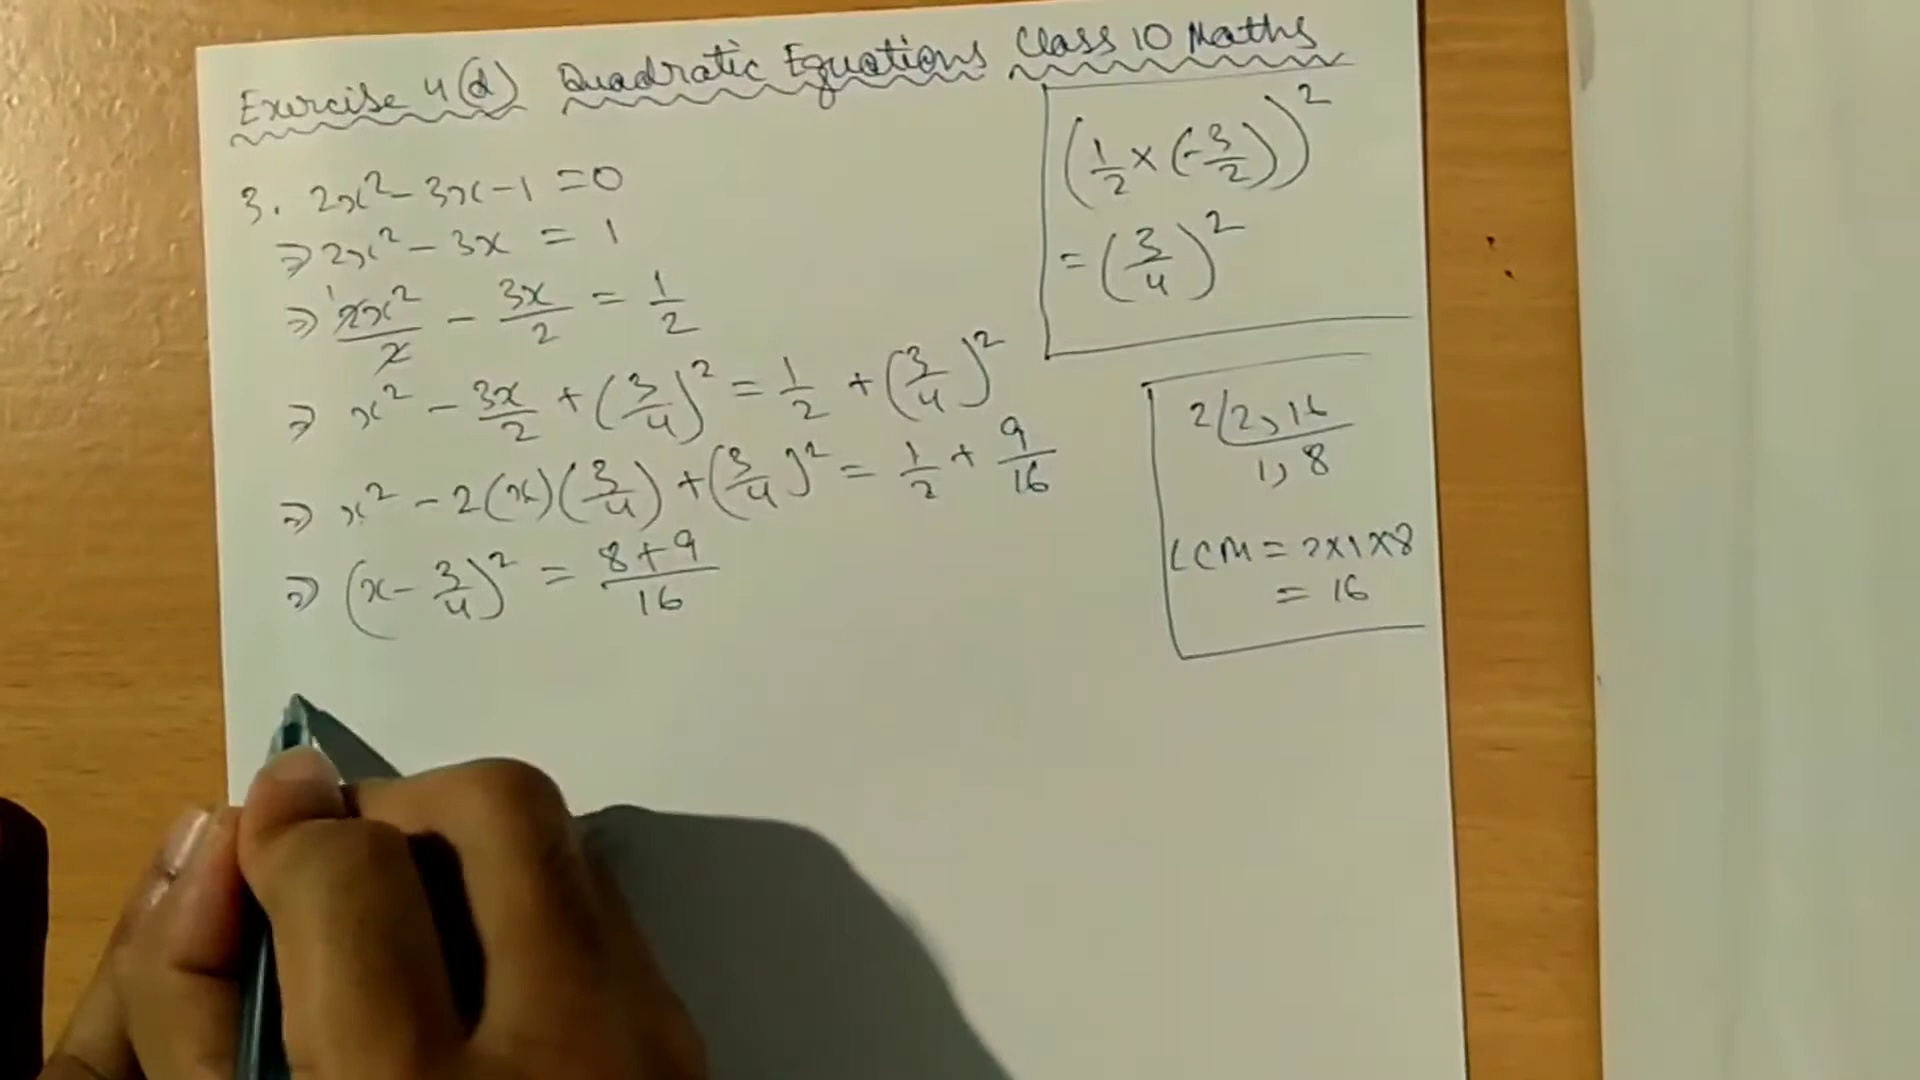 Exercise 4(d) Quadratic Equations Class 10 Maths
3. 2x² - 3x - 1 = 0
⇒ 2x² - 3x = 1
⇒ 2x²/2 - 3x/2 = 1/2
⇒ x² - 3x/2 + (3/4)² = 1/2 + (3/4)²
⇒ x² - 2(x)(3/4) + (3/4)² = 1/2 + 9/16
⇒ (x - 3/4)² = (8+9)/16
(1/2 × (-3/2))²
= (3/4)²
2 | 2, 16
1, 8
LCM = 2×1×8
= 16